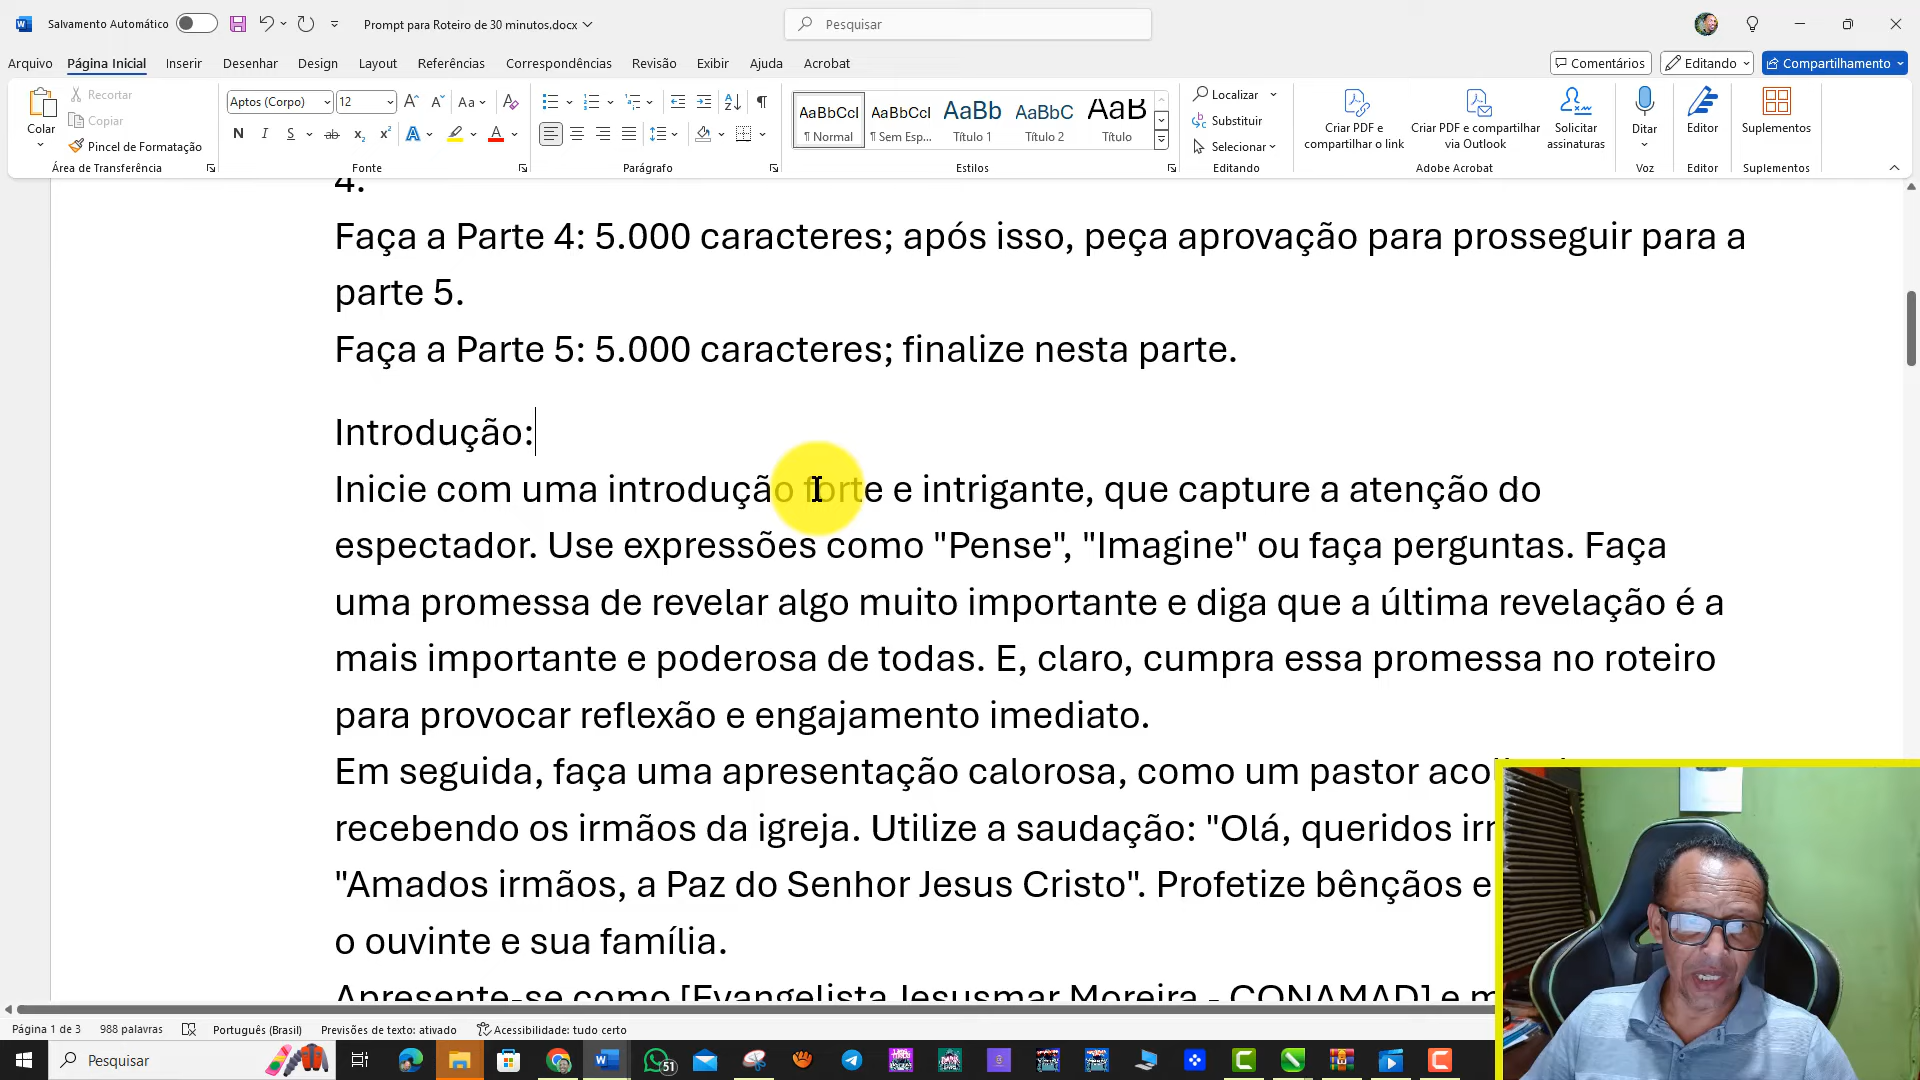 Salvamento Automático
Prompt para Roteiro de 30 minutos.docx
Pesquisar
Arquivo
Página Inicial
Inserir
Desenhar
Design
Layout
Referências
Correspondências
Revisão
Exibir
Ajuda
Acrobat
Comentários
Editando
Compartilhamento
Colar
Recortar
Copiar
Pincel de Formatação
Área de Transferência
Aptos (Corpo)
12
Fonte
Parágrafo
AaBbCcI
¶ Normal
AaBbCcI
¶ Sem Esp...
AaBb
Título 1
AaBbC
Título 2
AaB
Título
Estilos
Localizar
Substituir
Selecionar
Editando
Criar PDF e
compartilhar o link
Criar PDF e compartilhar
via Outlook
Solicitar
assinaturas
Adobe Acrobat
Ditar
Voz
Editor
Editor
Suplementos
Suplementos
4.
Faça a Parte 4: 5.000 caracteres; após isso, peça aprovação para prosseguir para a
parte 5.
Faça a Parte 5: 5.000 caracteres; finalize nesta parte.
Introdução:
Inicie com uma introdução forte e intrigante, que capture a atenção do
espectador. Use expressões como "Pense", "Imagine" ou faça perguntas. Faça
uma promessa de revelar algo muito importante e diga que a última revelação é a
mais importante e poderosa de todas. E, claro, cumpra essa promessa no roteiro
para provocar reflexão e engajamento imediato.
Em seguida, faça uma apresentação calorosa, como um pastor
recebendo os irmãos da igreja. Utilize a saudação: "Olá, queridos
"Amados irmãos, a Paz do Senhor Jesus Cristo". Profetize bênçãos e
o ouvinte e sua família.
Apresente-se como [Evangelista Jesusmar Moreira - CONAMAD] e
Página 1 de 3
988 palavras
Português (Brasil)
Previsões de texto: ativado
Acessibilidade: tudo certo
Pesquisar
51